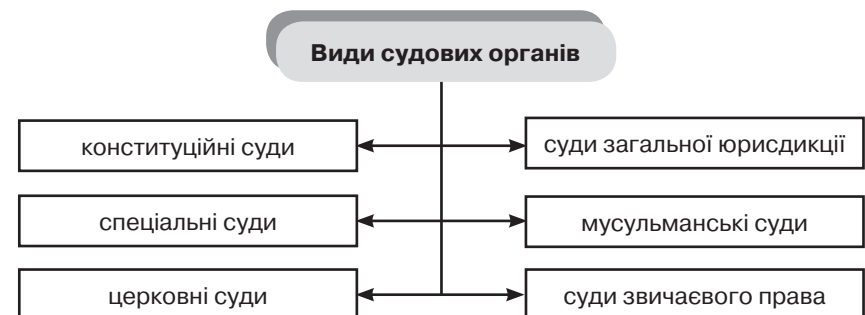 Види судових органів
конституційні суди
суди загальної юрисдикції
спеціальні суди
мусульманські суди
церковні суди
суди звичаєвого права